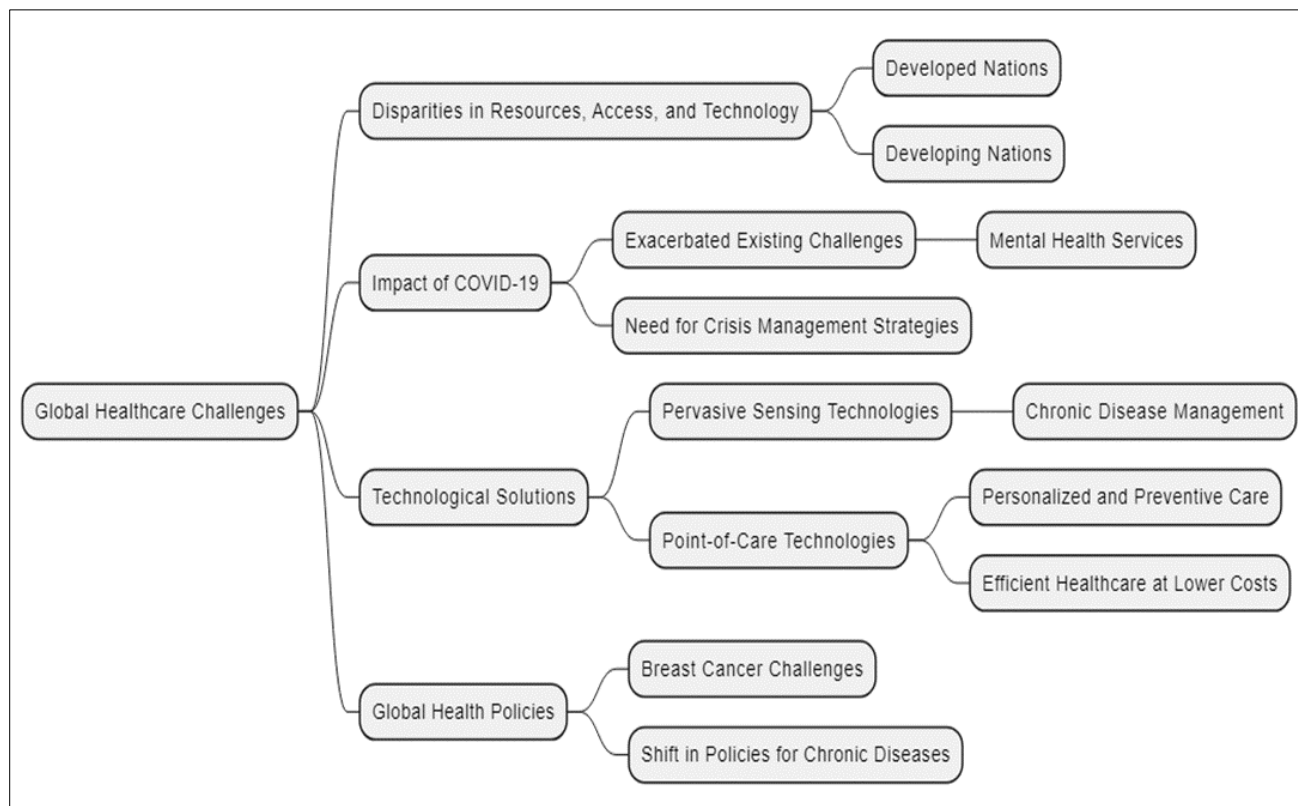 Global Healthcare Challenges
Disparities in Resources, Access, and Technology
Developed Nations
Developing Nations
Impact of COVID-19
Exacerbated Existing Challenges
Mental Health Services
Need for Crisis Management Strategies
Technological Solutions
Pervasive Sensing Technologies
Chronic Disease Management
Point-of-Care Technologies
Personalized and Preventive Care
Efficient Healthcare at Lower Costs
Global Health Policies
Breast Cancer Challenges
Shift in Policies for Chronic Diseases